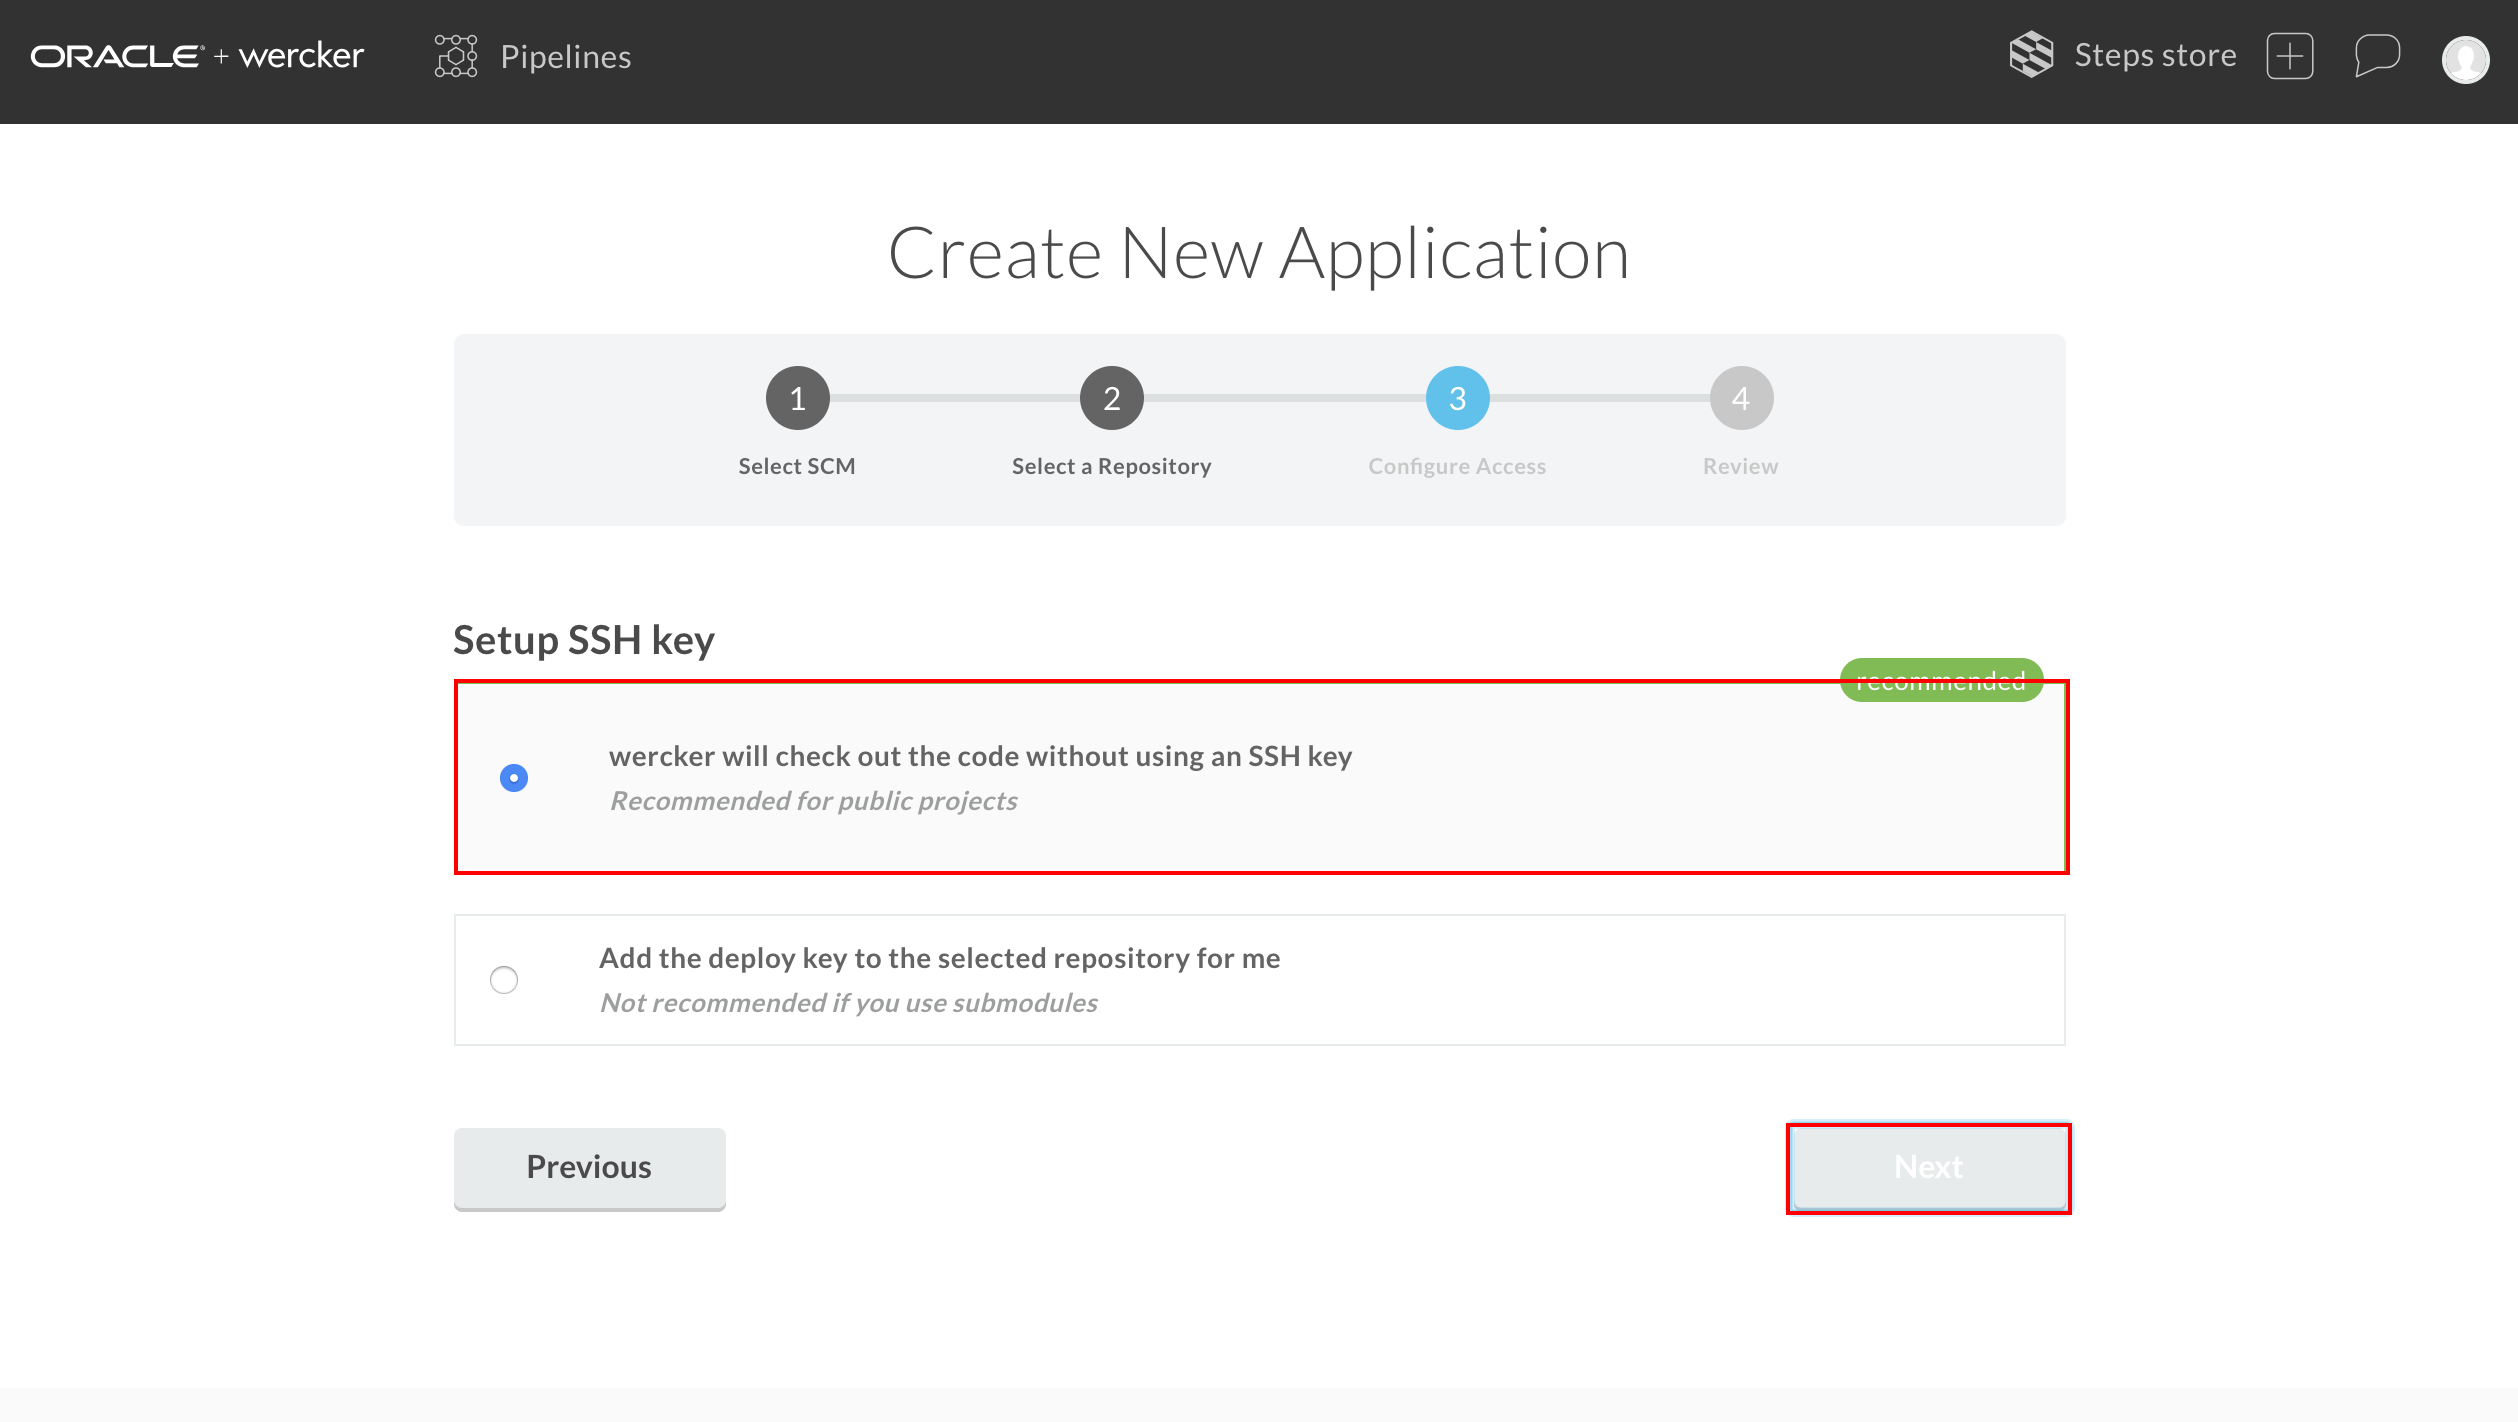 ORACLE + wercker
Pipelines
Steps store
Create New Application
1
2
3
4
Select SCM
Select a Repository
Configure Access
Review
Setup SSH key
recommended
wercker will check out the code without using an SSH key
Recommended for public projects
Add the deploy key to the selected repository for me
Not recommended if you use submodules
Previous
Next